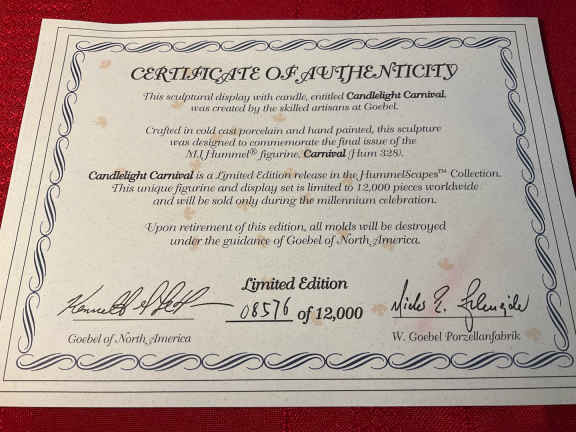 CERTIFICATE OF AUTHENTICITY
This sculptural display with candle, entitled Candlelight Carnival,
was created by the skilled artisans at Goebel.
Crafted in cold cast porcelain and hand painted, this sculpture
was designed to commemorate the final issue of the
M.I.Hummel® figurine, Carnival (Hum 328).
Candlelight Carnival is a Limited Edition release in the HummelScapes™ Collection.
This unique figurine and display set is limited to 12,000 pieces worldwide
and will be sold only during the millennium celebration.
Upon retirement of this edition, all molds will be destroyed
under the guidance of Goebel of North America.
Limited Edition
08576 of 12,000
Goebel of North America
W. Goebel Porzellanfabrik